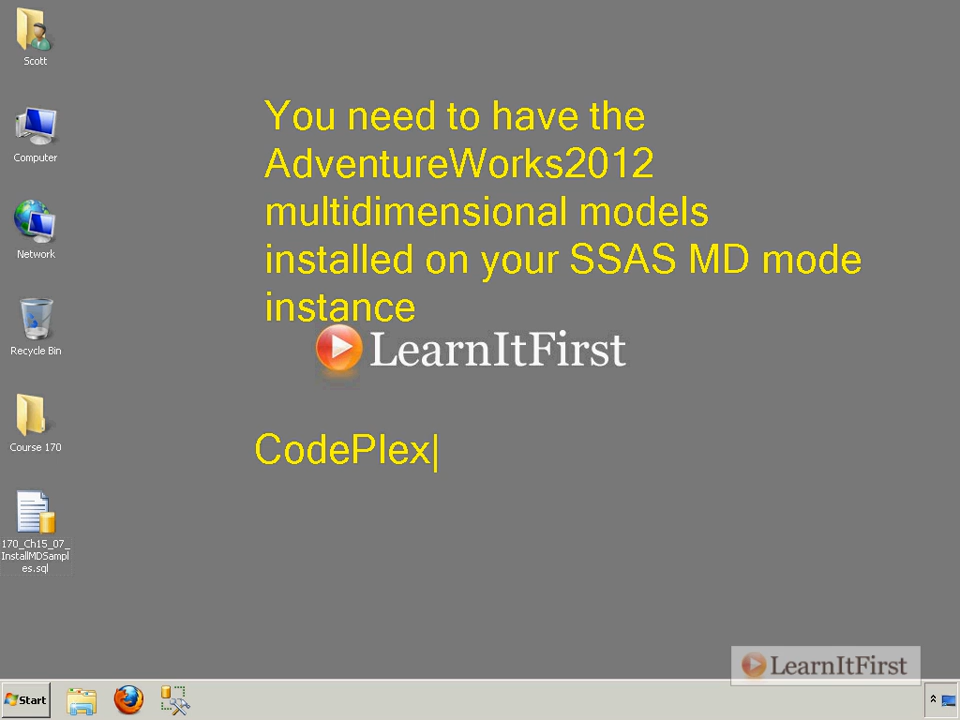 Scott
Computer
Network
Recycle Bin
Course 170
170_Ch15_07_
InstallMDSampl
es.sql
You need to have the
AdventureWorks2012
multidimensional models
installed on your SSAS MD mode
instance
LearnItFirst
CodePlex
LearnItFirst
Start